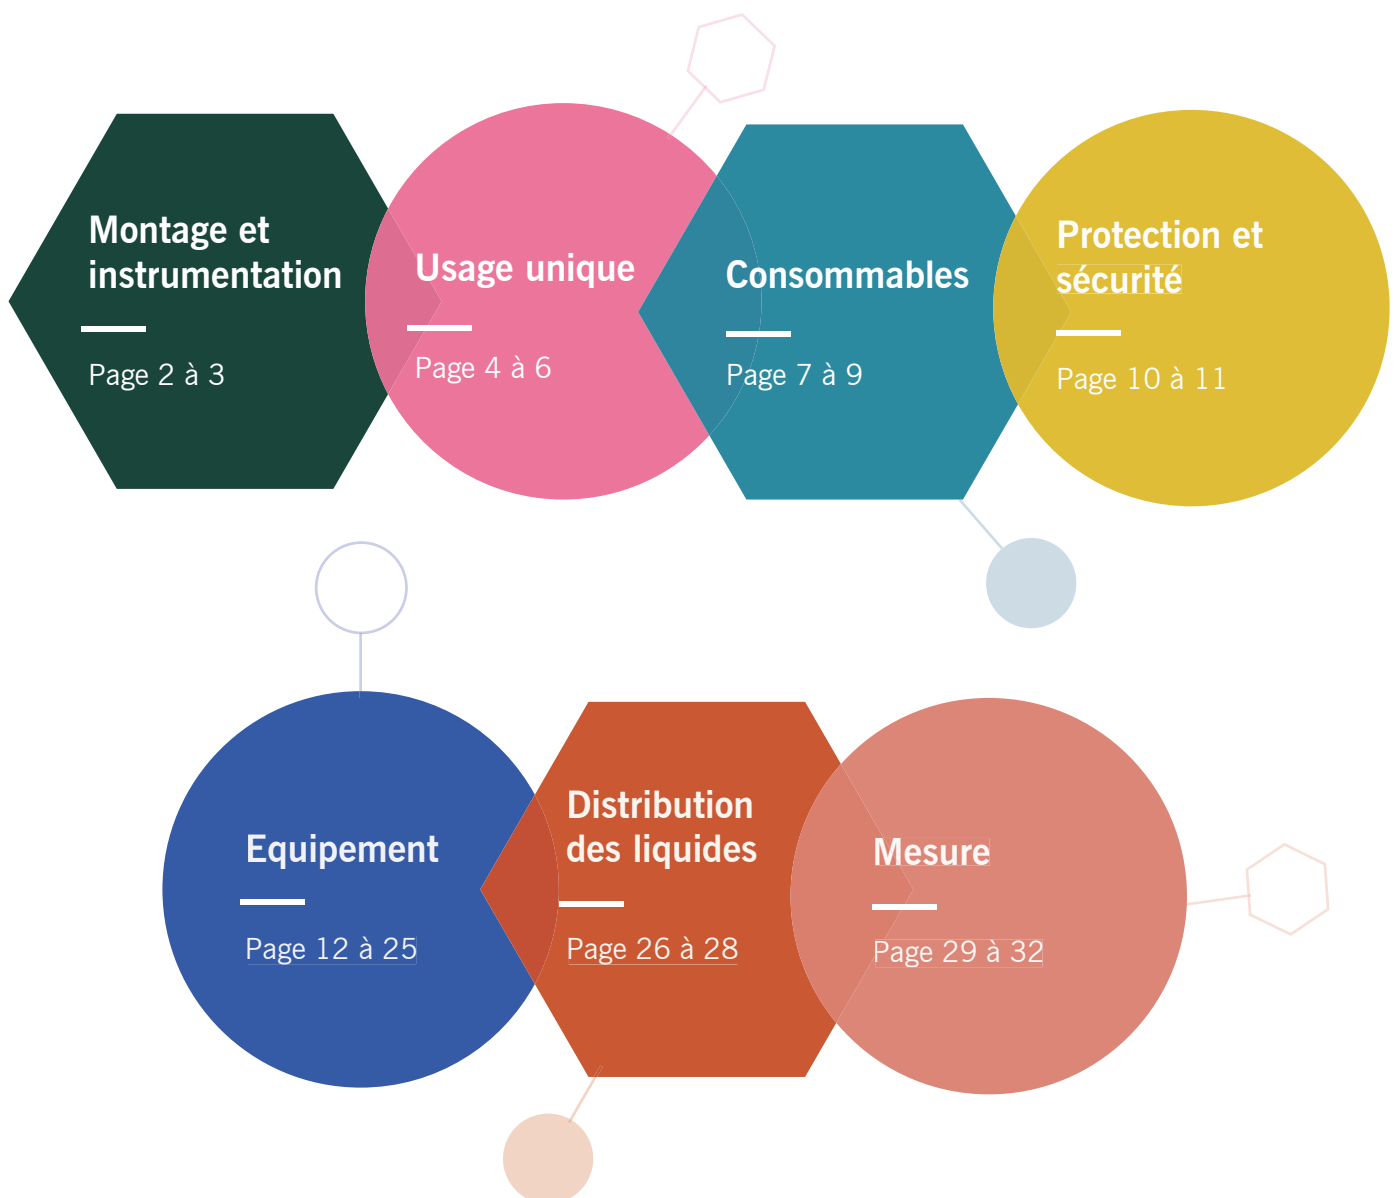 Montage et
instrumentation
Page 2 à 3
Usage unique
Page 4 à 6
Consommables
Page 7 à 9
Protection et
sécurité
Page 10 à 11
Equipement
Page 12 à 25
Distribution
des liquides
Page 26 à 28
Mesure
Page 29 à 32